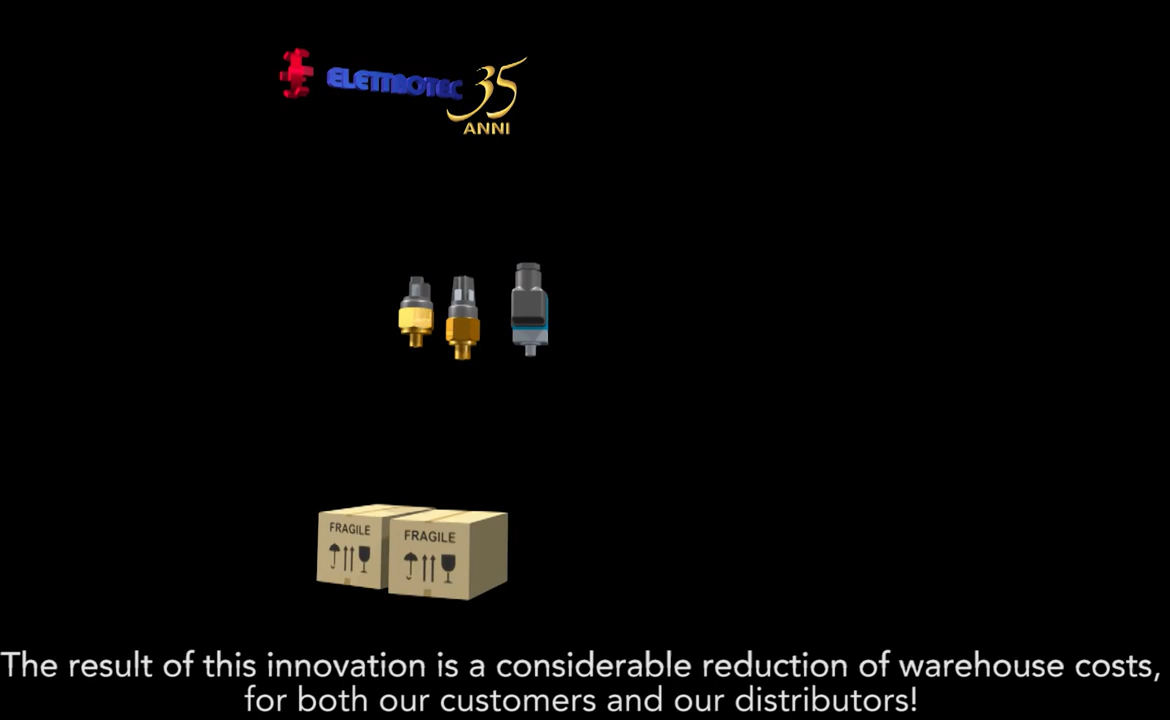 ELETTROTEC 35
ANNI
FRAGILE
FRAGILE
The result of this innovation is a considerable reduction of warehouse costs,
for both our customers and our distributors!